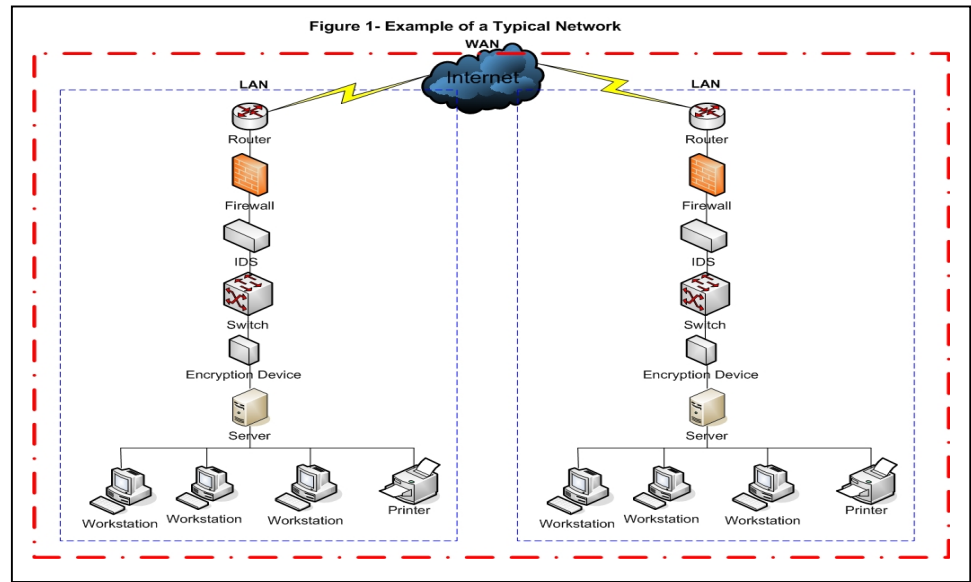 Figure 1- Example of a Typical Network
WAN
Internet
LAN
Router
Firewall
IDS
Switch
Encryption Device
Server
Workstation
Workstation
Workstation
Printer
LAN
Router
Firewall
IDS
Switch
Encryption Device
Server
Workstation
Workstation
Workstation
Printer